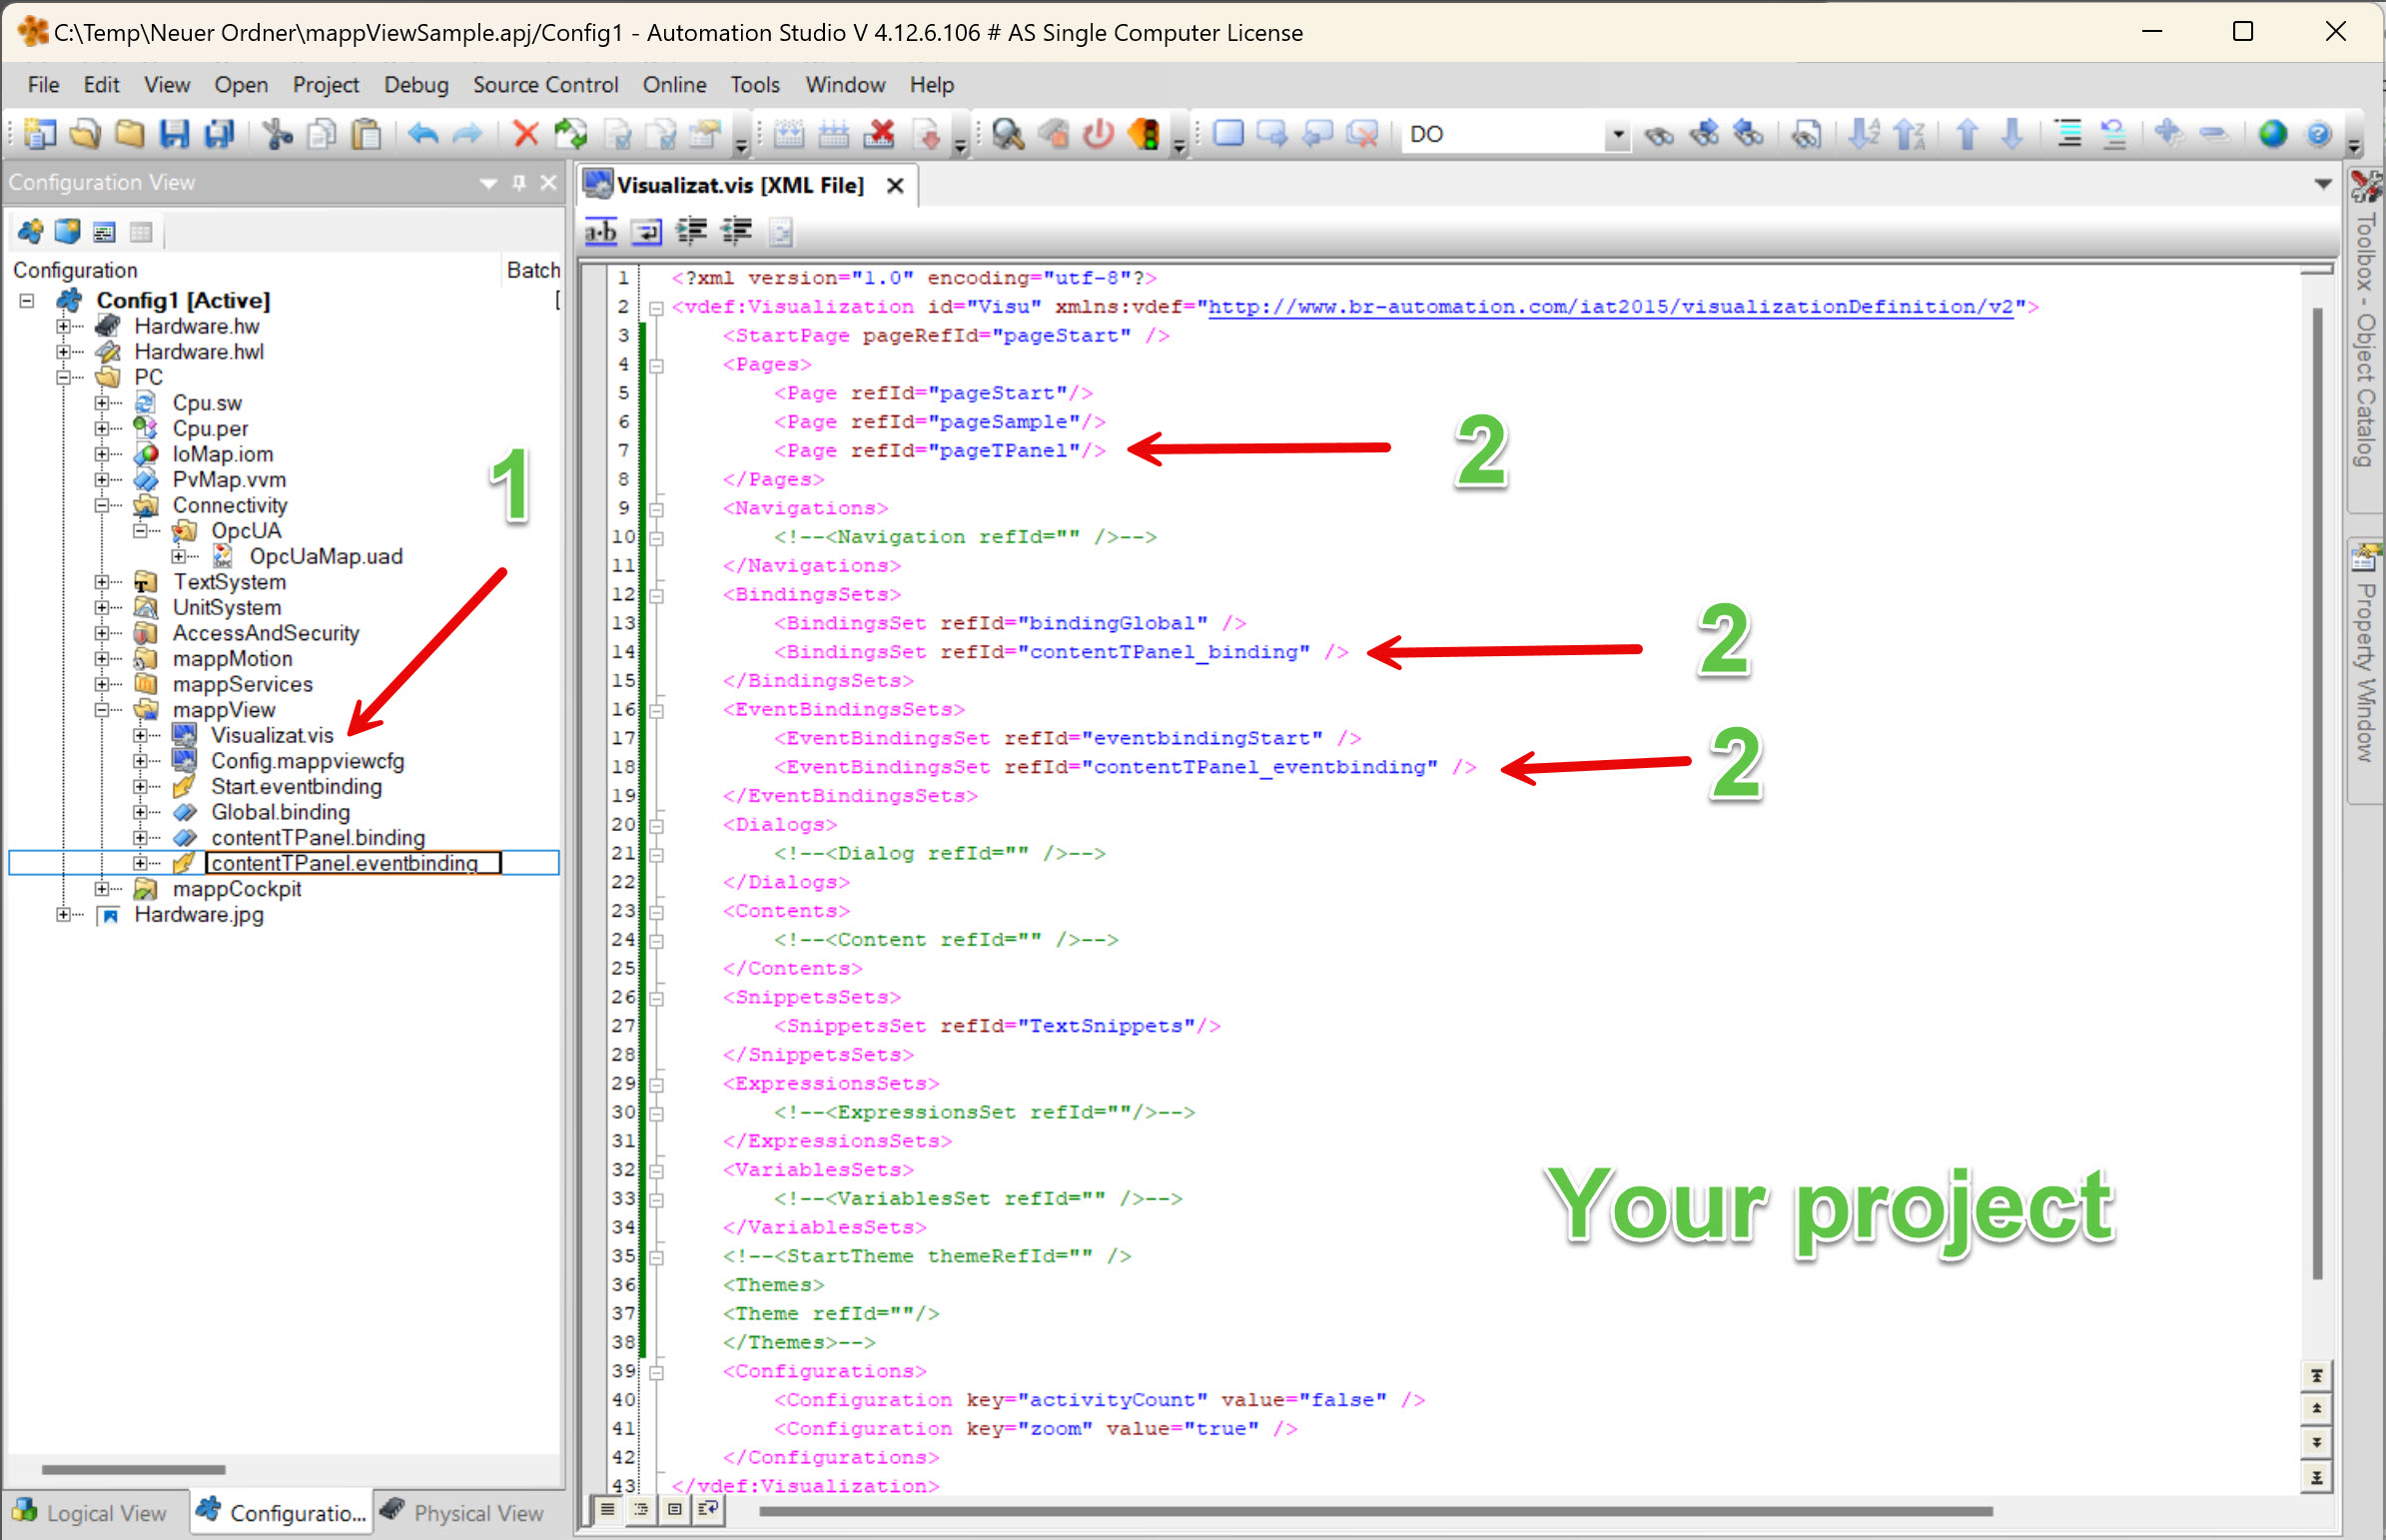 C:\Temp\Neuer Ordner\mappViewSample.apj/Config1 - Automation Studio V 4.12.6.106 # AS Single Computer License
File Edit View Open Project Debug Source Control Online Tools Window Help
DO
Configuration View
Visualizat.vis [XML File]
Configuration Batch
Config1 [Active]
Hardware.hw
Hardware.hwl
PC
Cpu.sw
Cpu.per
IoMap.iom
PvMap.vvm
Connectivity
OpcUA
OpcUaMap.uad
TextSystem
UnitSystem
AccessAndSecurity
mappMotion
mappServices
mappView
Visualizat.vis
Config.mappviewcfg
Start.eventbinding
Global.binding
contentTPanel.binding
contentTPanel.eventbinding
mappCockpit
Hardware.jpg
1
Logical View Configuratio... Physical View
1 <?xml version="1.0" encoding="utf-8"?>
2 <vdef:Visualization id="Visu" xmlns:vdef="http://www.br-automation.com/iat2015/visualizationDefinition/v2">
3 <StartPage pageRefId="pageStart" />
4 <Pages>
5 <Page refId="pageStart"/>
6 <Page refId="pageSample"/>
7 <Page refId="pageTPanel"/>
2
8 </Pages>
9 <Navigations>
10 <!--<Navigation refId="" />-->
11 </Navigations>
12 <BindingsSets>
13 <BindingsSet refId="bindingGlobal" />
14 <BindingsSet refId="contentTPanel_binding" />
2
15 </BindingsSets>
16 <EventBindingsSets>
17 <EventBindingsSet refId="eventbindingStart" />
18 <EventBindingsSet refId="contentTPanel_eventbinding" />
2
19 </EventBindingsSets>
20 <Dialogs>
21 <!--<Dialog refId="" />-->
22 </Dialogs>
23 <Contents>
24 <!--<Content refId="" />-->
25 </Contents>
26 <SnippetsSets>
27 <SnippetsSet refId="TextSnippets"/>
28 </SnippetsSets>
29 <ExpressionsSets>
30 <!--<ExpressionsSet refId=""/>-->
31 </ExpressionsSets>
32 <VariablesSets>
33 <!--<VariablesSet refId="" />-->
34 </VariablesSets>
35 <!--<StartTheme themeRefId="" />
36 <Themes>
37 <Theme refId=""/>
38 </Themes>-->
39 <Configurations>
40 <Configuration key="activityCount" value="false" />
41 <Configuration key="zoom" value="true" />
42 </Configurations>
43 </vdef:Visualization>
Your project
Toolbox - Object Catalog
Property Window